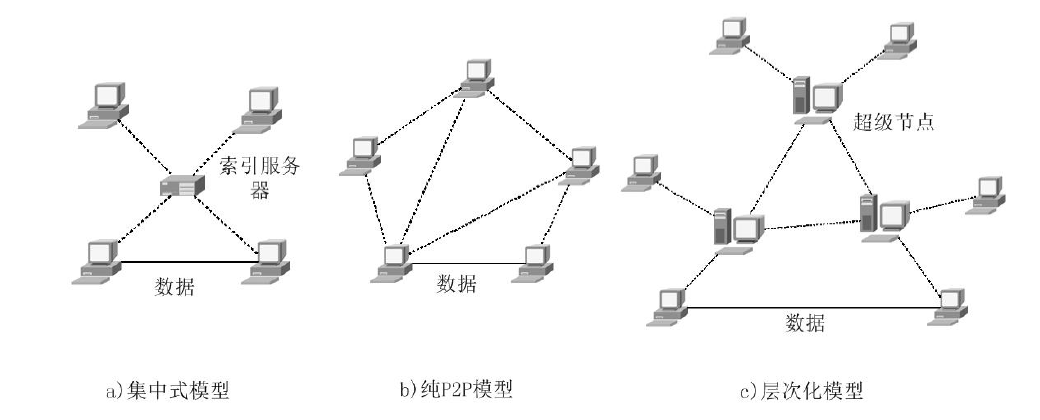 超级节点
索引服务
器
数据
数据
数据
a)集中式模型
b)纯P2P模型
c)层次化模型